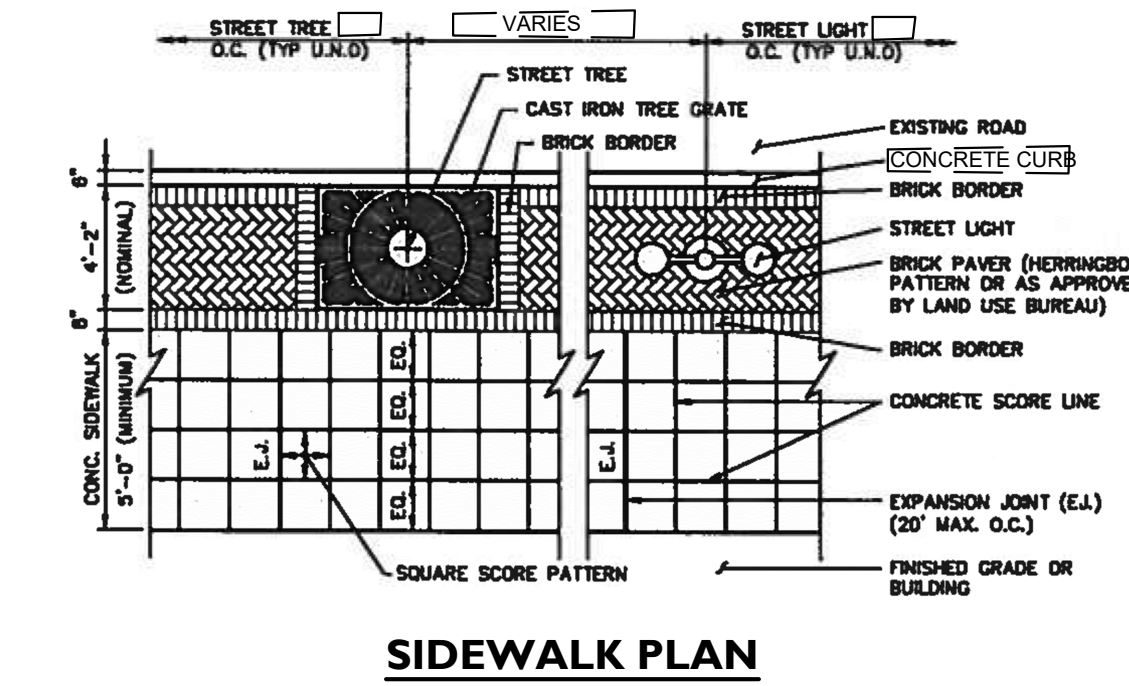 STREET TREE
O.C. (TYP U.N.O)
VARIES
STREET LIGHT
O.C. (TYP U.N.O)
STREET TREE
CAST IRON TREE GRATE
BRICK BORDER
EXISTING ROAD
CONCRETE CURB
BRICK BORDER
STREET LIGHT
BRICK PAVER (HERRINGBO
PATTERN OR AS APPROVE
BY LAND USE BUREAU)
BRICK BORDER
CONCRETE SCORE LINE
EXPANSION JOINT (E.J.)
(20' MAX. O.C.)
FINISHED GRADE OR
BUILDING
6"
4'-2"
(NOMINAL)
CONC. SIDEWALK
5'-0" (MINIMUM)
EQ.
EQ.
EQ.
EQ.
E.J.
E.J.
SQUARE SCORE PATTERN
SIDEWALK PLAN